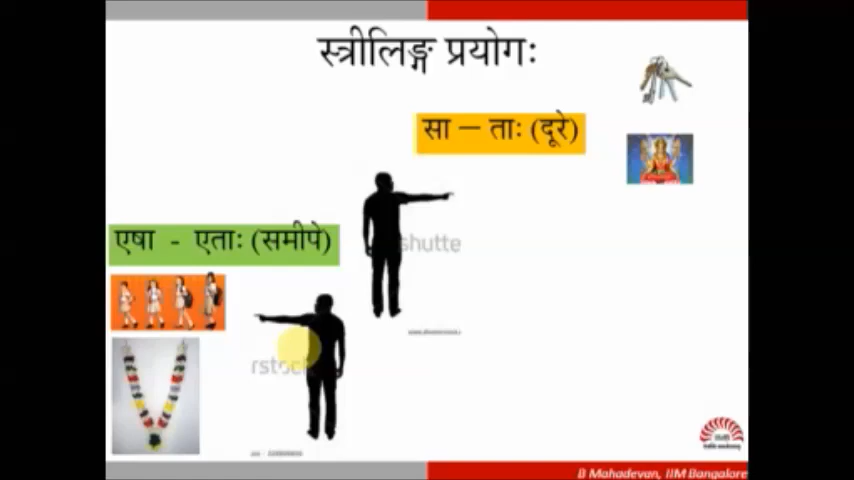 स्त्रीलिङ्ग प्रयोगः
सा – ताः (दूरे)
एषा - एताः (समीपे)
shutte
rstock
B Mahadevan, IIM Bangalore